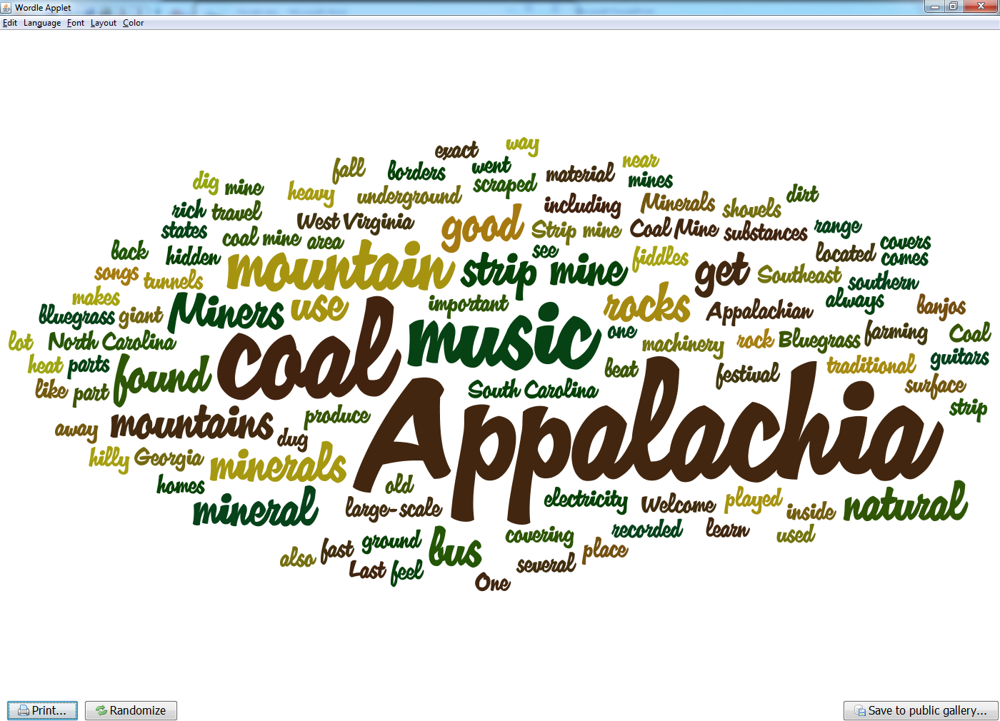 Wordle Applet
Edit Language Font Layout Color
way
exact
near
fall borders went material mines
dig mine heavy underground scraped dirt
rich travel including Minerals shovels
West Virginia good Strip mine Coal Mine substances range
states coal mine area covers
back hidden mountain see fiddles located comes
songs tunnels strip mine get Southeast southern
makes Miners use important rocks Appalachian always banjos
bluegrass giant
lot North Carolina coal music one machinery rock Bluegrass farming Coal
heat parts found beat festival traditional guitars
like part South Carolina surface
strip
away mountains dug produce Appalachia
hilly Georgia minerals
homes old
mineral large-scale electricity Welcome played inside natural
ground bus covering recorded learn used
also fast place
Last feel several
One
Print... Randomize Save to public gallery...